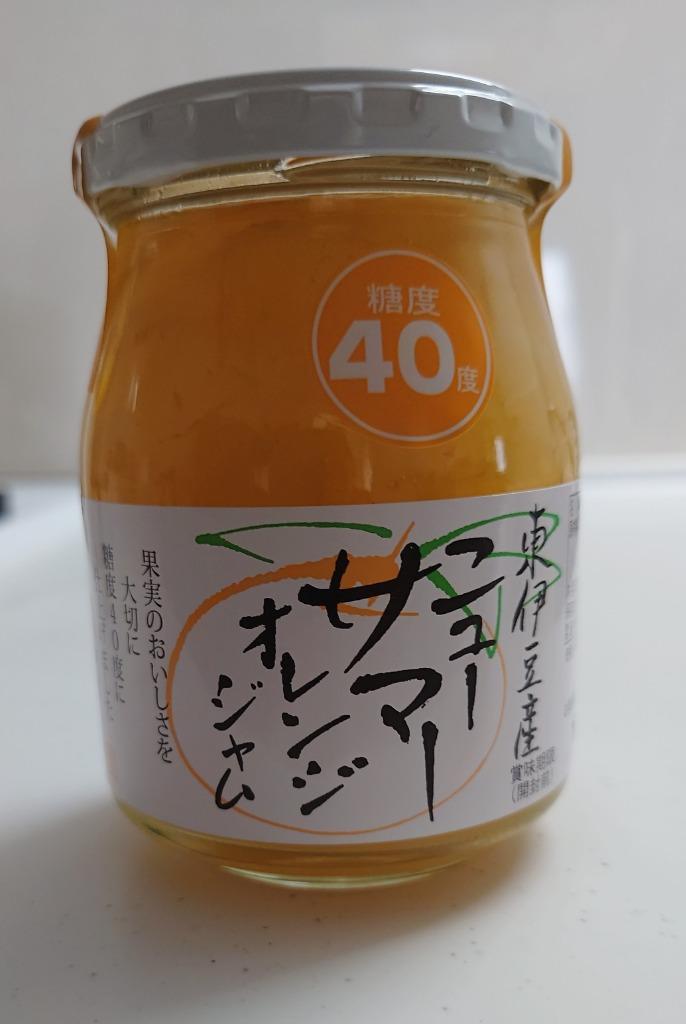 糖度
40度
東伊豆産
ニュー
サマー
オレンジ
ジャム
果実のおいしさを
大切に
糖度40度に
賞味期限
(開封前)